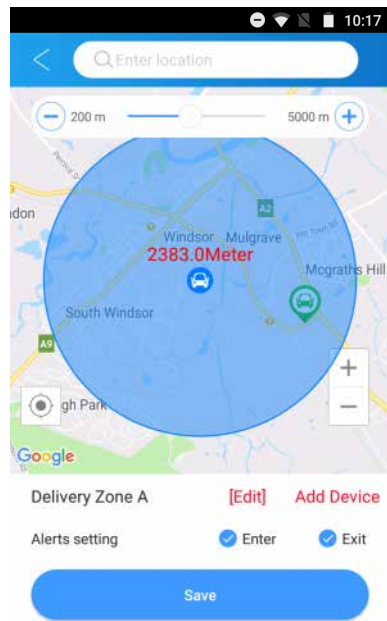 10:17
Enter location
200 m 5000 m
A2
don
Windsor Mulgrave
2383.0Meter
Mcgraths Hill
South Windsor
A9
gh Park
Google
Delivery Zone A [Edit] Add Device
Alerts setting Enter Exit
Save